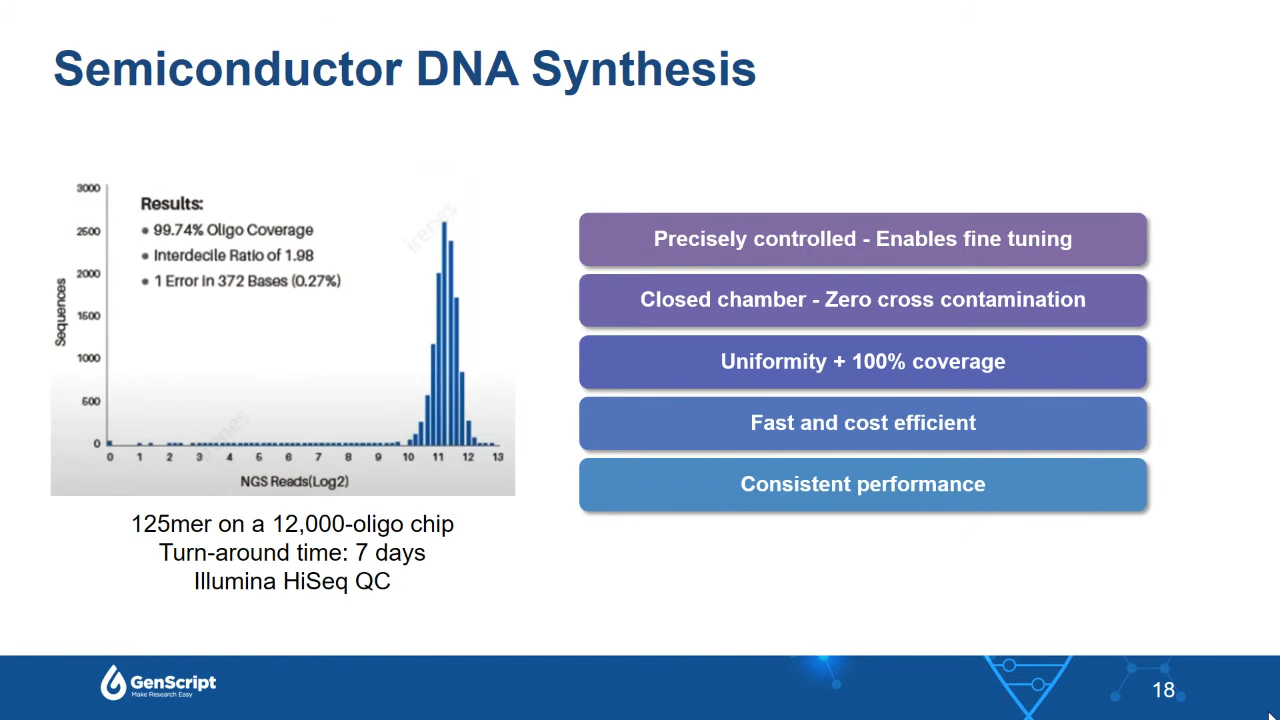 Semiconductor DNA Synthesis
3000
2500
2000
1500
1000
500
0
Sequences
Results:
• 99.74% Oligo Coverage
• Interdecile Ratio of 1.98
• 1 Error in 372 Bases (0.27%)
irenes
0 1 2 3 4 5 6 7 8 9 10 11 12 13
NGS Reads(Log2)
125mer on a 12,000-oligo chip
Turn-around time: 7 days
Illumina HiSeq QC
Precisely controlled - Enables fine tuning
Closed chamber - Zero cross contamination
Uniformity + 100% coverage
Fast and cost efficient
Consistent performance
GenScript
Make Research Easy
18